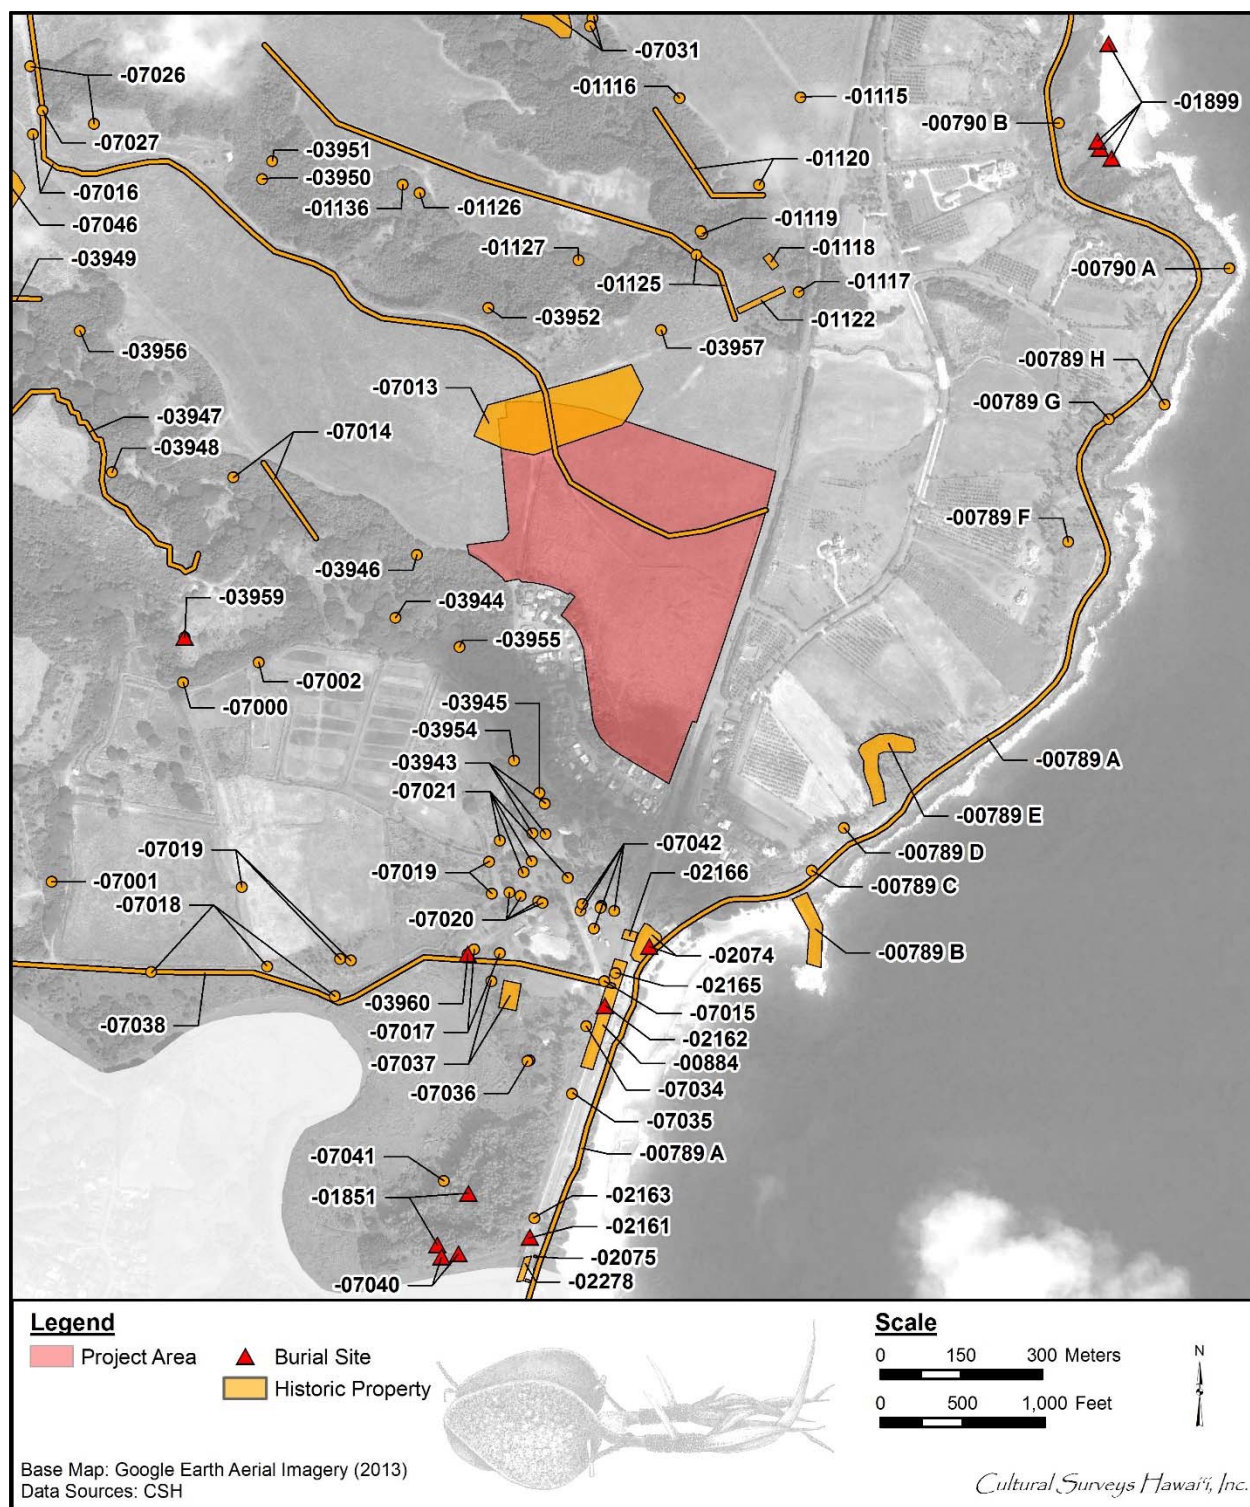 -07031
-07026
-01116
-01115
-01899
-00790 B
-07027
-03951
-01120
-03950
-07016
-01136
-01126
-07046
-01119
-01127
-01118
-03949
-00790 A
-01125
-01117
-03952
-01122
-03956
-03957
-00789 H
-07013
-00789 G
-03947
-07014
-03948
-00789 F
-03946
-03959
-03944
-03955
-07002
-07000
-03945
-03954
-03943
-00789 A
-07021
-00789 E
-07042
-07019
-02166
-00789 D
-07001
-07019
-00789 C
-07018
-07020
-02074
-00789 B
-02165
-03960
-07015
-07038
-07017
-02162
-07037
-00884
-07036
-07034
-07035
-00789 A
-07041
-01851
-02163
-02161
-02075
-07040
-02278
Legend
Project Area
Burial Site
Historic Property
Scale
0 150 300 Meters
0 500 1,000 Feet
N
Base Map: Google Earth Aerial Imagery (2013)
Data Sources: CSH
Cultural Surveys Hawai‘i, Inc.